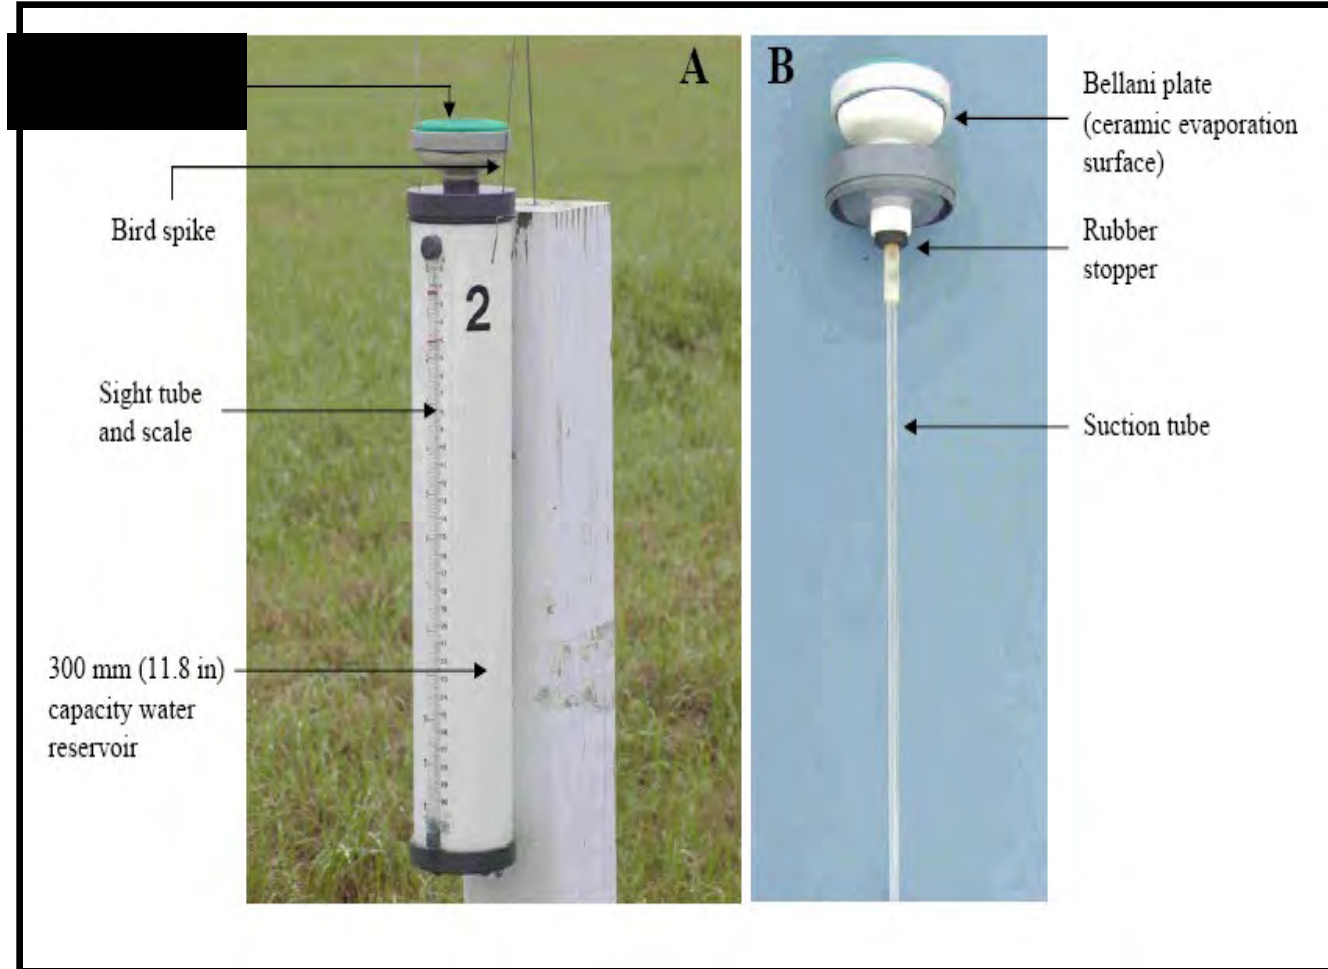 A
B
Bird spike
Sight tube
and scale
300 mm (11.8 in)
capacity water
reservoir
2
Bellani plate
(ceramic evaporation
surface)
Rubber
stopper
Suction tube